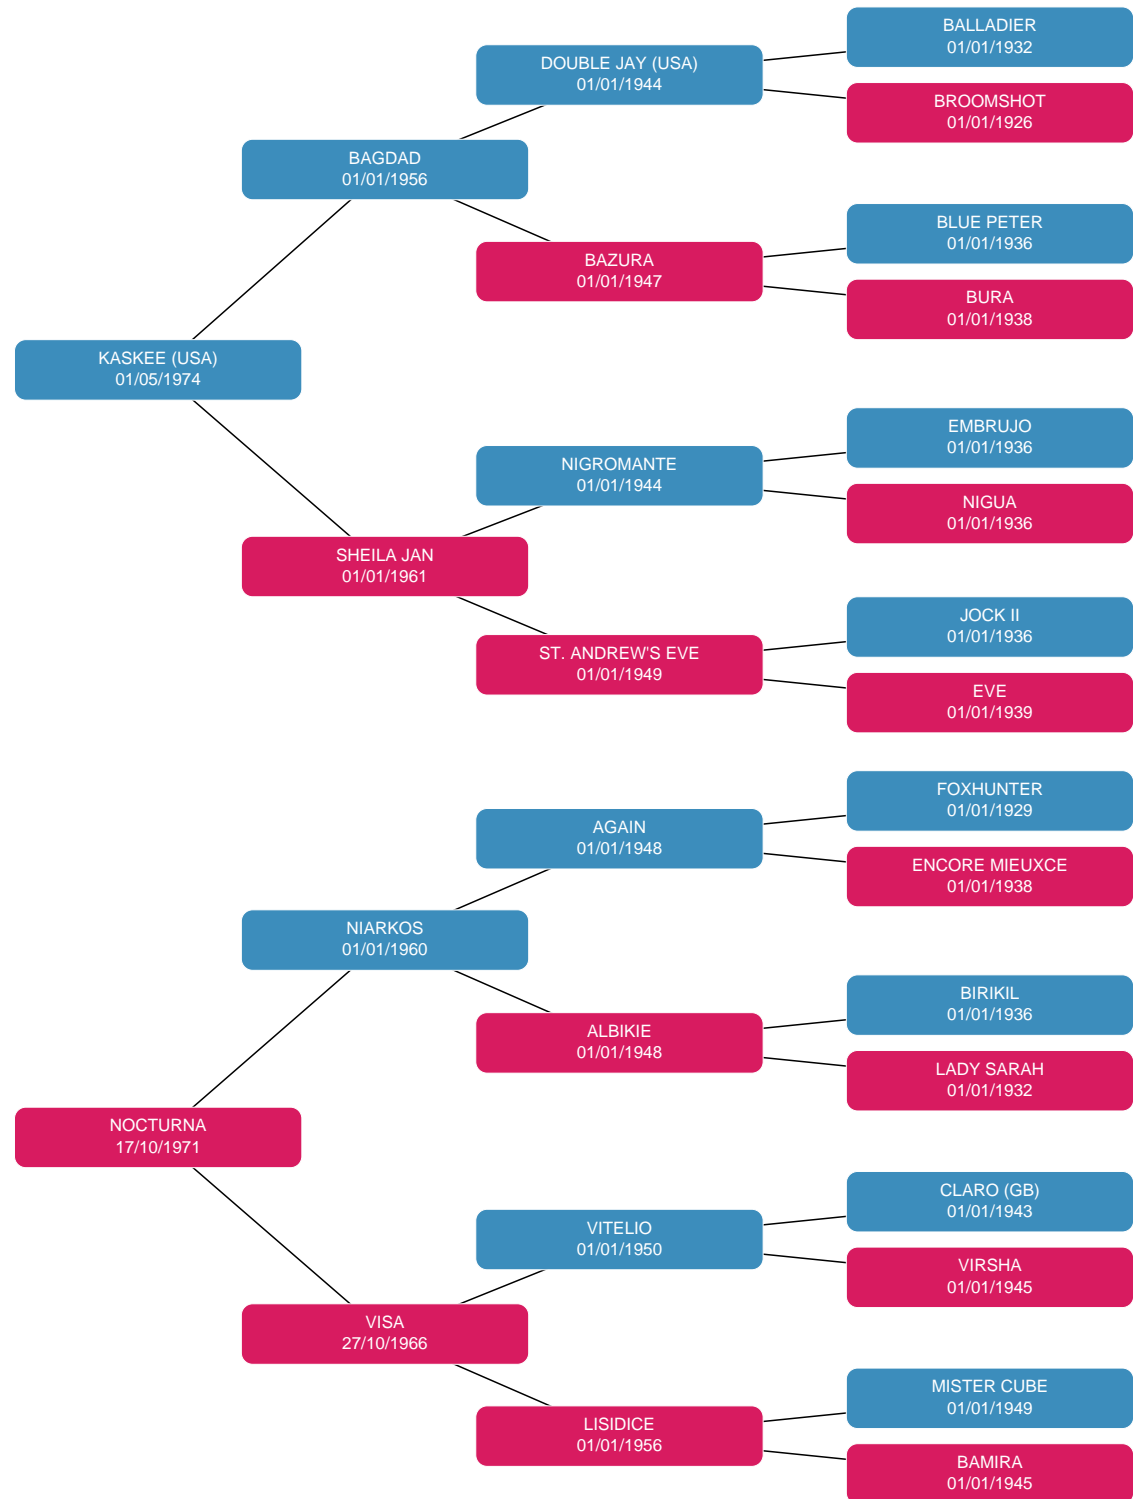 BALLADIER
01/01/1932
DOUBLE JAY (USA)
01/01/1944
BROOMSHOT
01/01/1926
BAGDAD
01/01/1956
BLUE PETER
01/01/1936
BAZURA
01/01/1947
BURA
01/01/1938
KASKEE (USA)
01/05/1974
EMBRUJO
01/01/1936
NIGROMANTE
01/01/1944
NIGUA
01/01/1936
SHEILA JAN
01/01/1961
JOCK II
01/01/1936
ST. ANDREW'S EVE
01/01/1949
EVE
01/01/1939
FOXHUNTER
01/01/1929
AGAIN
01/01/1948
ENCORE MIEUXCE
01/01/1938
NIARKOS
01/01/1960
BIRIKIL
01/01/1936
ALBIKIE
01/01/1948
LADY SARAH
01/01/1932
NOCTURNA
17/10/1971
CLARO (GB)
01/01/1943
VITELIO
01/01/1950
VIRSHA
01/01/1945
VISA
27/10/1966
MISTER CUBE
01/01/1949
LISIDICE
01/01/1956
BAMIRA
01/01/1945